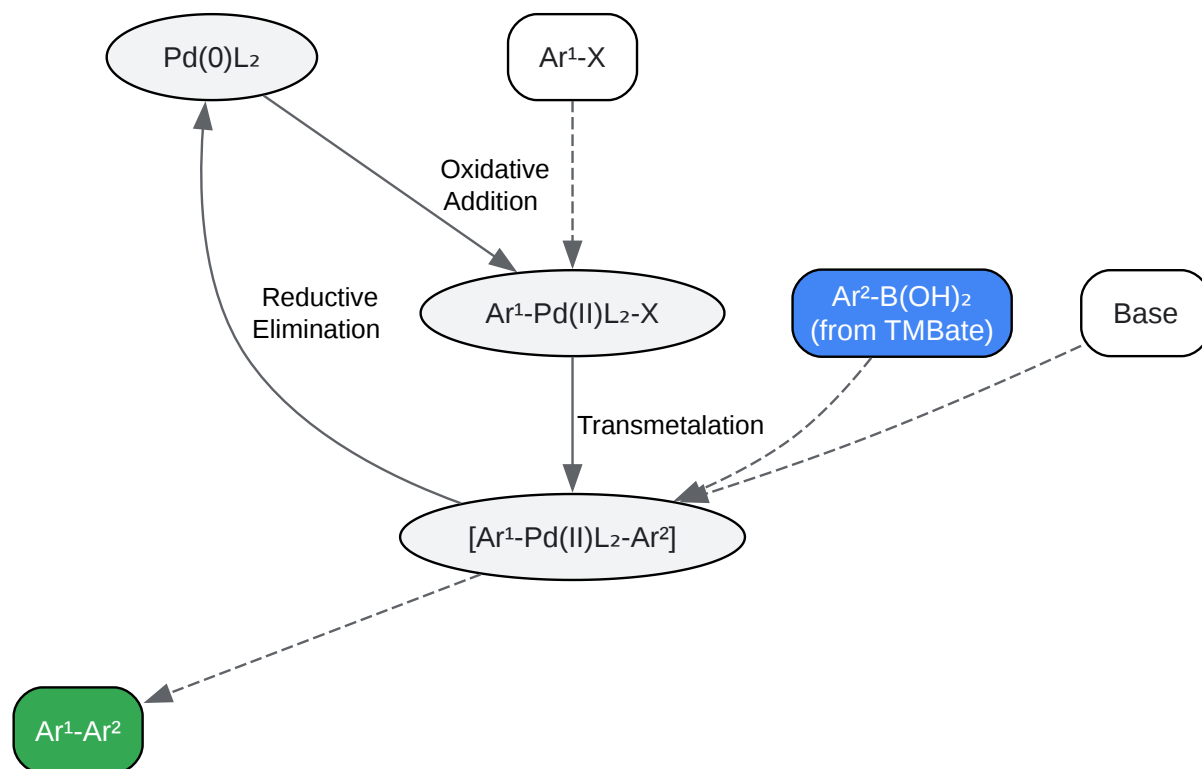 Pd(0)L₂
Ar¹-X
Oxidative
Addition
Reductive
Elimination
Ar¹-Pd(II)L₂-X
Ar²-B(OH)₂
(from TMBate)
Base
Transmetalation
[Ar¹-Pd(II)L₂-Ar²]
Ar¹-Ar²